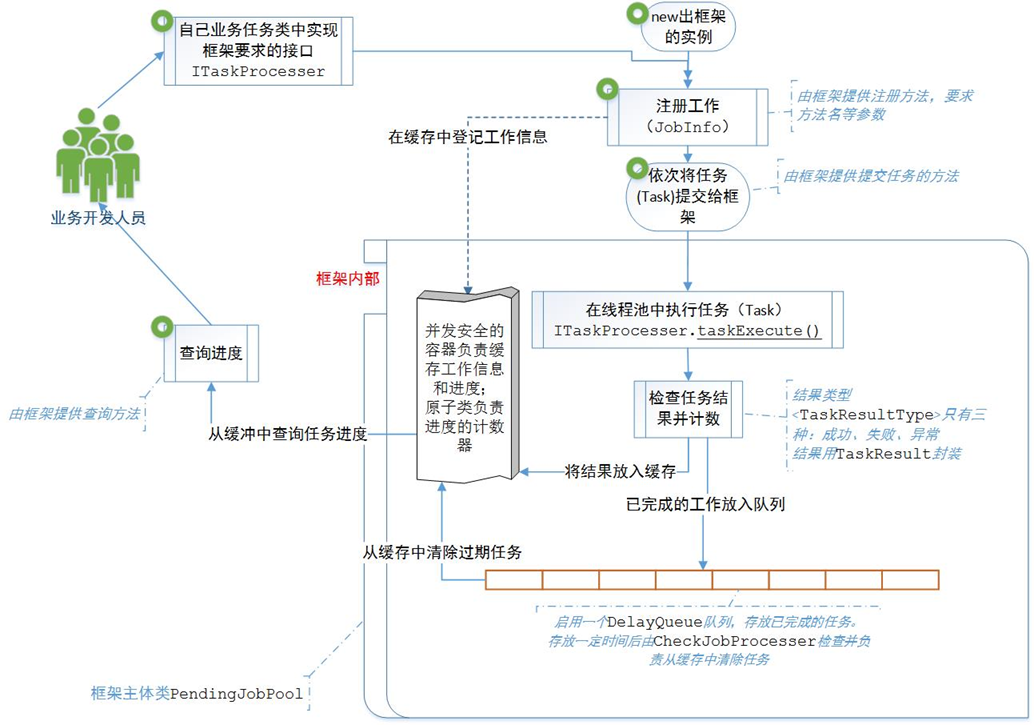 自己业务任务类中实现
框架要求的接口
ITaskProcesser
new出框架
的实例
注册工作
（JobInfo）
由框架提供注册方法，要求
方法名等参数
在缓存中登记工作信息
依次将任务
(Task)提交给框
架
由框架提供提交任务的方法
业务开发人员
框架内部
在线程池中执行任务（Task）
ITaskProcesser.taskExecute()
并发安全的
容器负责缓
存工作信息
和进度；
原子类负责
进度的计数
器
查询进度
由框架提供查询方法
从缓冲中查询任务进度
检查任务结
果并计数
结果类型
<TaskResultType>只有三
种：成功、失败、异常
结果用TaskResult封装
将结果放入缓存
已完成的工作放入队列
从缓存中清除过期任务
启用一个DelayQueue队列，存放已完成的任务。
存放一定时间后由CheckJobProcesser检查并负
责从缓存中清除任务
框架主体类PendingJobPool